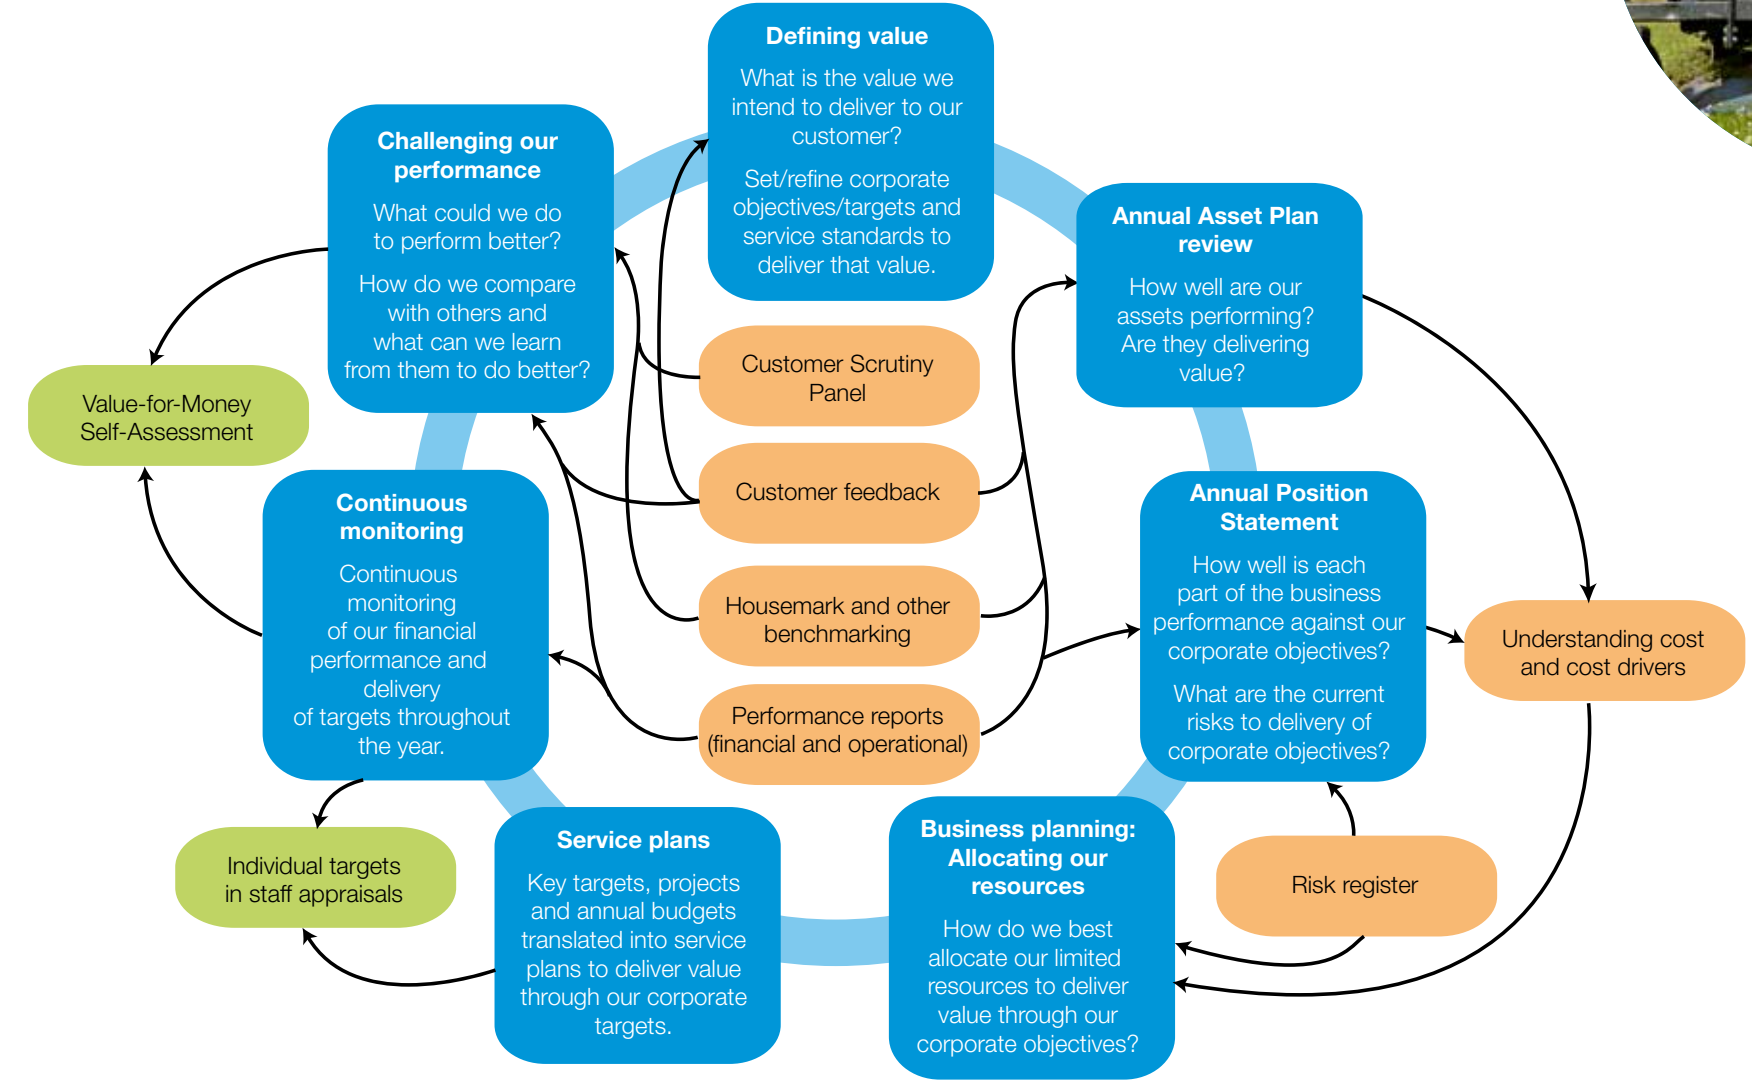 Defining value
What is the value we
intend to deliver to our
customer?
Set/refine corporate
objectives/targets and
service standards to
deliver that value.
Challenging our
performance
What could we do
to perform better?
How do we compare
with others and
what can we learn
from them to do better?
Annual Asset Plan
review
How well are our
assets performing?
Are they delivering
value?
Customer Scrutiny
Panel
Value-for-Money
Self-Assessment
Customer feedback
Continuous
monitoring
Continuous
monitoring
of our financial
performance and
delivery
of targets throughout
the year.
Annual Position
Statement
How well is each
part of the business
performance against our
corporate objectives?
What are the current
risks to delivery of
corporate objectives?
Housemark and other
benchmarking
Understanding cost
and cost drivers
Performance reports
(financial and operational)
Individual targets
in staff appraisals
Service plans
Key targets, projects
and annual budgets
translated into service
plans to deliver value
through our corporate
targets.
Business planning:
Allocating our
resources
How do we best
allocate our limited
resources to deliver
value through our
corporate objectives?
Risk register